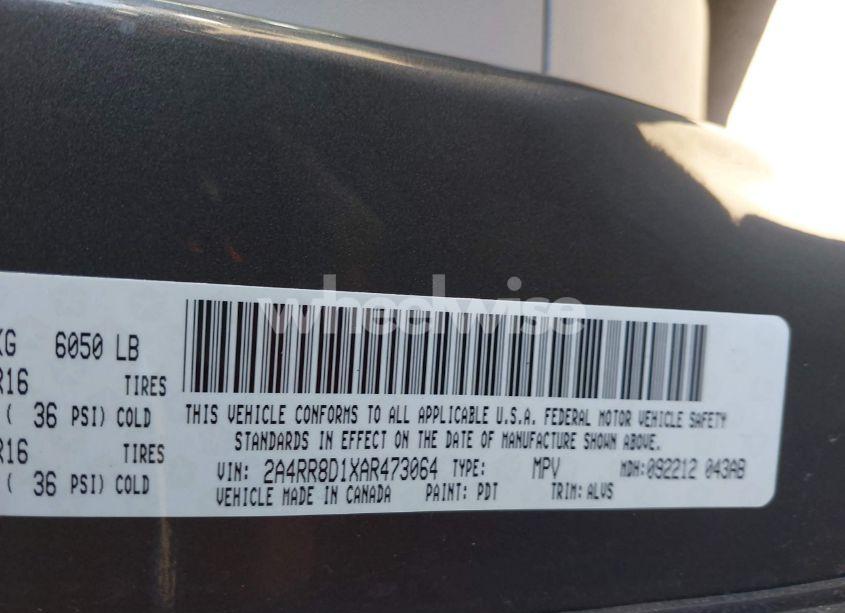 KG 6050 LB
R16 TIRES
( 36 PSI) COLD
R16 TIRES
( 36 PSI) COLD
THIS VEHICLE CONFORMS TO ALL APPLICABLE U.S.A. FEDERAL MOTOR VEHICLE SAFETY
STANDARDS IN EFFECT ON THE DATE OF MANUFACTURE SHOWN ABOVE.
VIN: 2A4RR8D1XAR473064 TYPE: MPV MDH:092212 043AB
VEHICLE MADE IN CANADA PAINT: PDT TRIM: ALVS
wheelwise